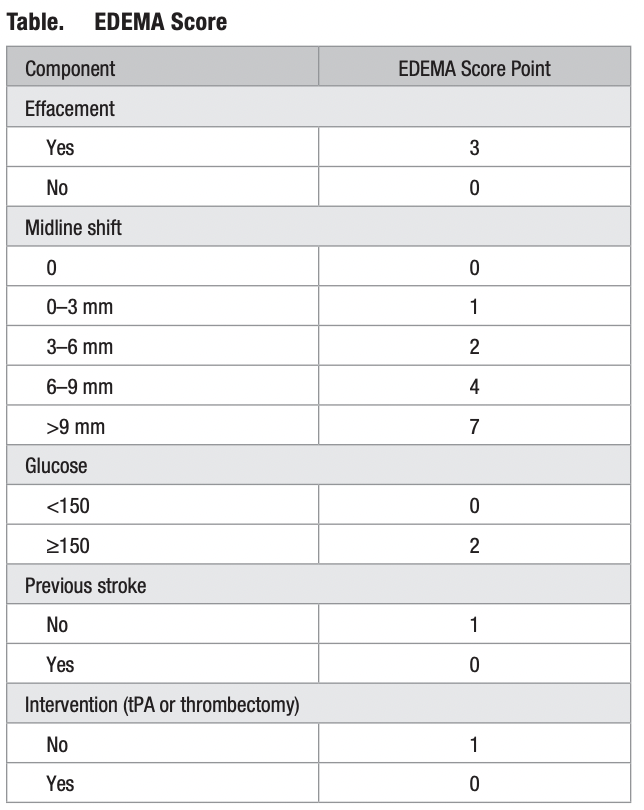 Table. EDEMA Score
Component EDEMA Score Point
Effacement
Yes 3
No 0
Midline shift
0 0
0–3 mm 1
3–6 mm 2
6–9 mm 4
>9 mm 7
Glucose
<150 0
≥150 2
Previous stroke
No 1
Yes 0
Intervention (tPA or thrombectomy)
No 1
Yes 0